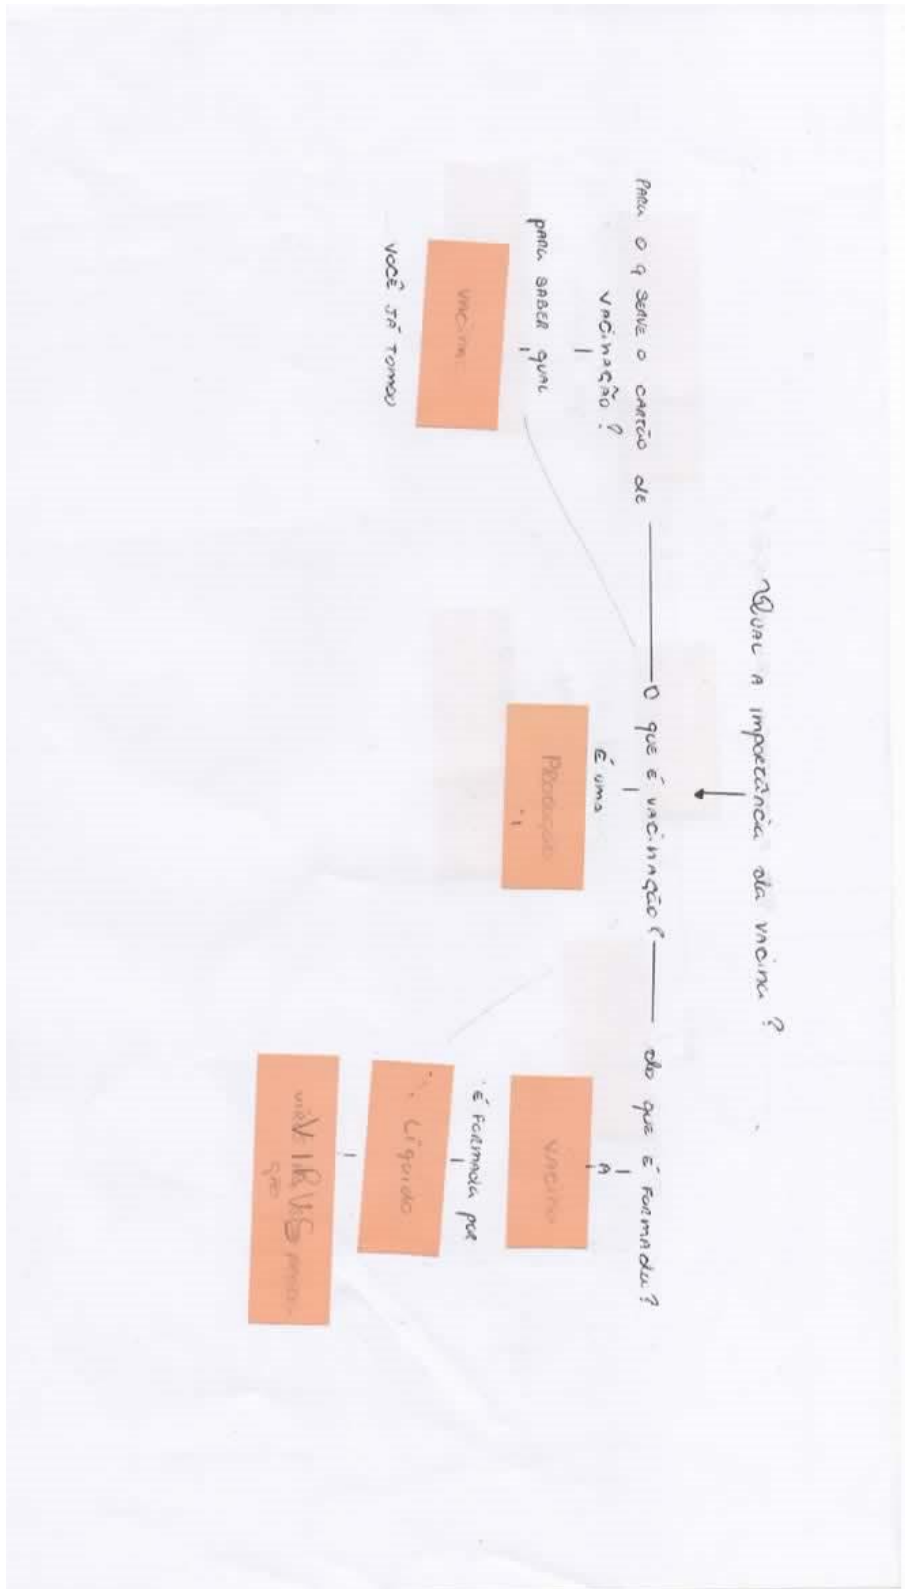 Qual a importância da vacina?
Para o q serve o cartão de
vacinação?
para saber qual
vacina
você já tomou
O que é vacinação?
É uma
Proteção
do que é formada?
A
vacina
É formada por
Líquido
VIRUS